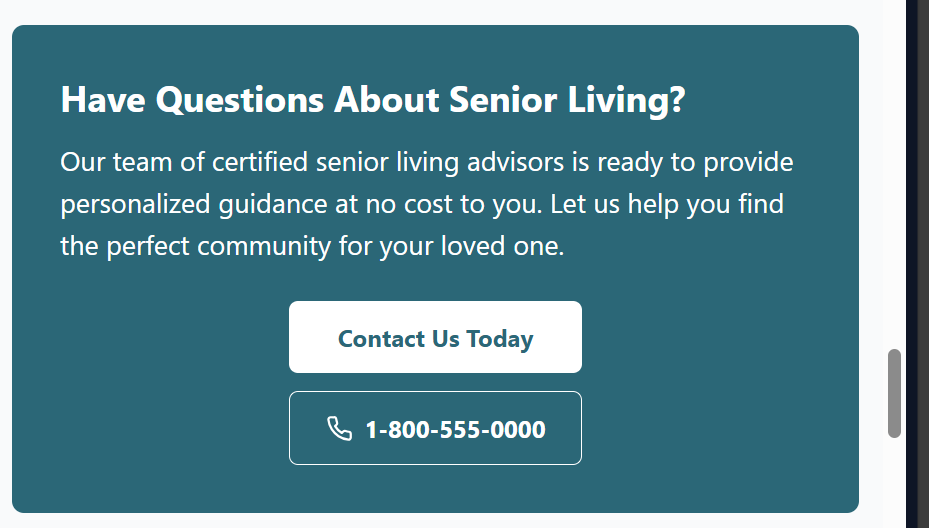 Have Questions About Senior Living?
Our team of certified senior living advisors is ready to provide
personalized guidance at no cost to you. Let us help you find
the perfect community for your loved one.
Contact Us Today
1-800-555-0000